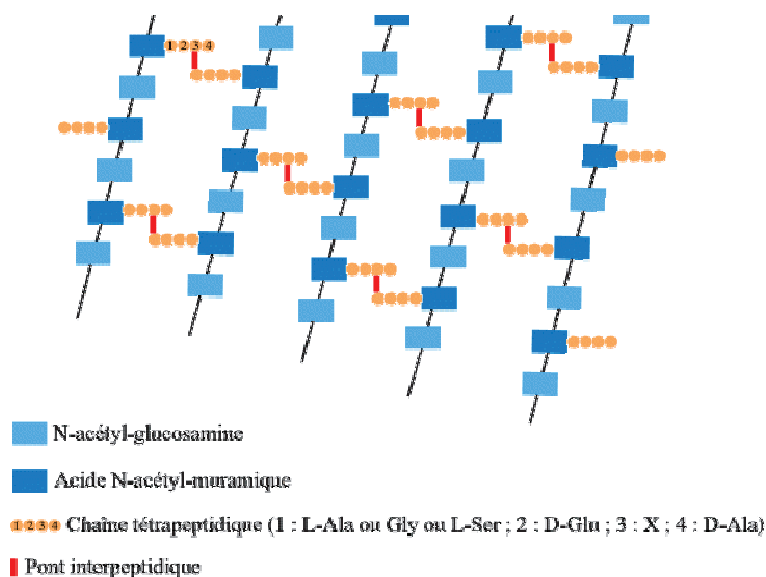 1 2 3 4
N-acétyl-glucosamine
Acide N-acétyl-muramique
1 2 3 4 Chaîne tétrapeptidique (1 : L-Ala ou Gly ou L-Ser ; 2 : D-Glu ; 3 : X ; 4 : D-Ala)
Pont interpeptidique